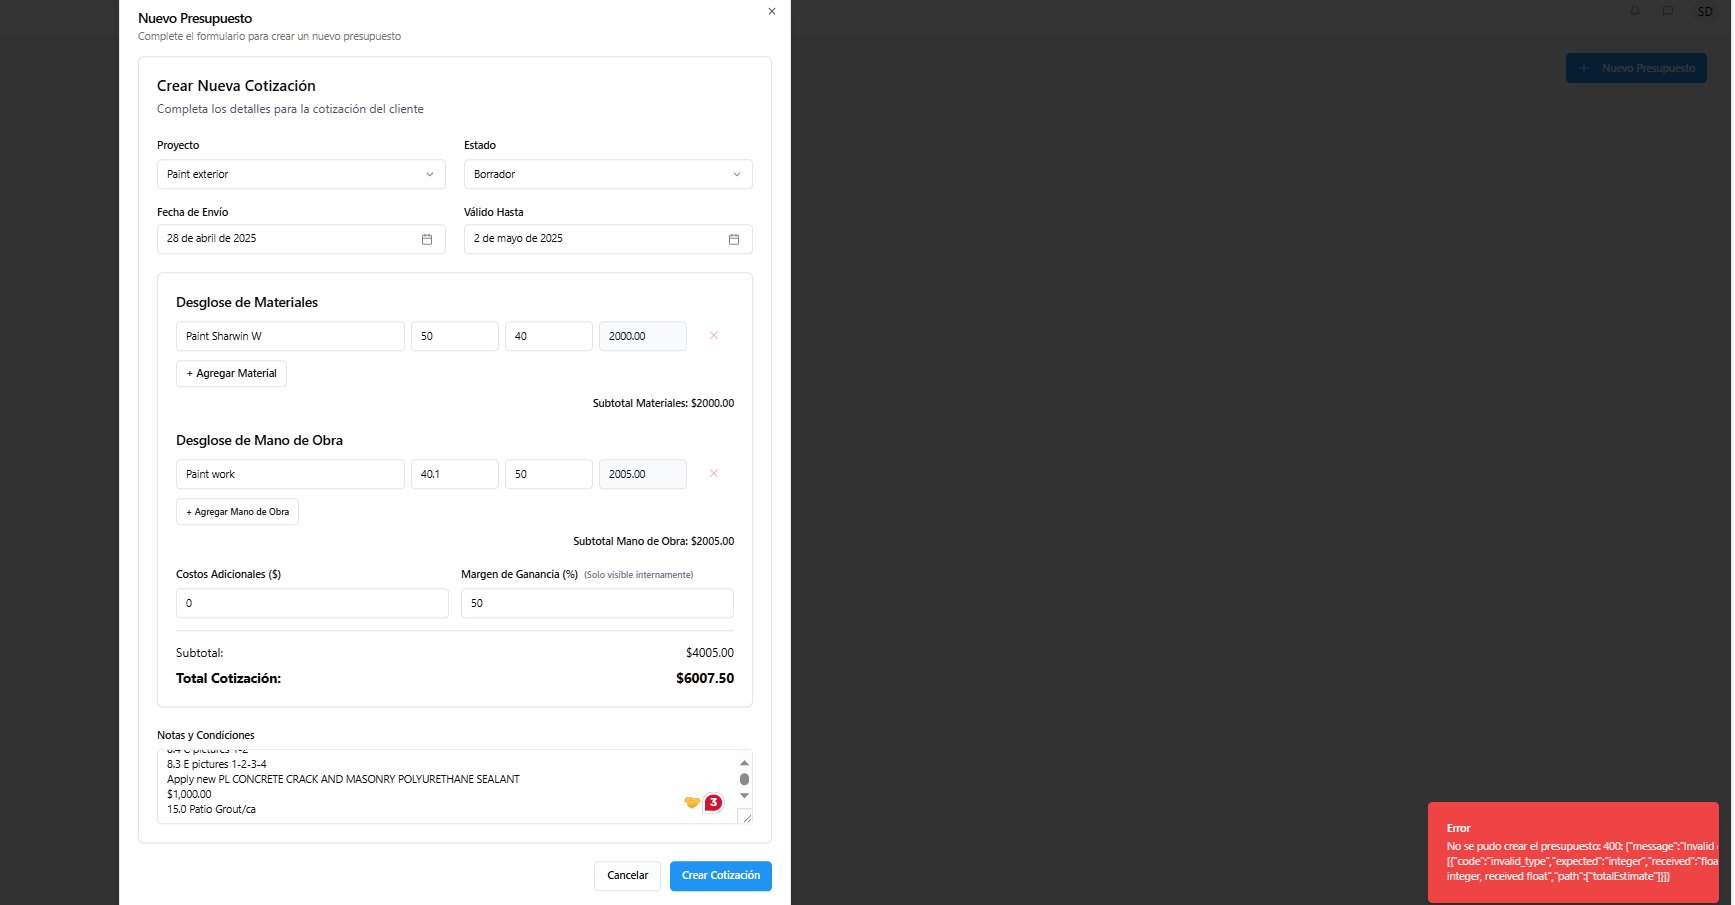 Nuevo Presupuesto
Complete el formulario para crear un nuevo presupuesto
SD
+ Nuevo Presupuesto
Crear Nueva Cotización
Completa los detalles para la cotización del cliente
Proyecto
Estado
Paint exterior
Borrador
Fecha de Envío
Válido Hasta
28 de abril de 2025
2 de mayo de 2025
Desglose de Materiales
Paint Sharwin W
50
40
2000.00
+ Agregar Material
Subtotal Materiales: $2000.00
Desglose de Mano de Obra
Paint work
40.1
50
2005.00
+ Agregar Mano de Obra
Subtotal Mano de Obra: $2005.00
Costos Adicionales ($)
Margen de Ganancia (%) (Solo visible internamente)
0
50
Subtotal:
$4005.00
Total Cotización:
$6007.50
Notas y Condiciones
8.4 E pictures 1-2
8.3 E pictures 1-2-3-4
Apply new PL CONCRETE CRACK AND MASONRY POLYURETHANE SEALANT
$1,000.00
15.0 Patio Grout/ca
3
Cancelar
Crear Cotización
Error
No se pudo crear el presupuesto: 400: {"message":"Invalid
[{"code":"invalid_type","expected":"integer","received":"floa
integer, received float","path":["totalEstimate"]}]}